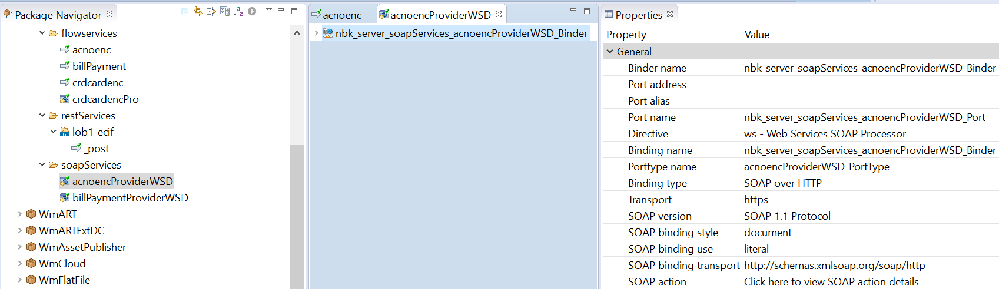 Package Navigator
flowservices
acnoenc
billPayment
crdcardenc
crdcardencPro
restServices
lob1_ecif
_post
soapServices
acnoencProviderWSD
billPaymentProviderWSD
WmART
WmARTExtDC
WmAssetPublisher
WmCloud
WmFlatFile
acnoenc
acnoencProviderWSD
nbk_server_soapServices_acnoencProviderWSD_Binder
Properties
Property Value
General
Binder name nbk_server_soapServices_acnoencProviderWSD_Binder
Port address
Port alias
Port name nbk_server_soapServices_acnoencProviderWSD_Port
Directive ws - Web Services SOAP Processor
Binding name nbk_server_soapServices_acnoencProviderWSD_Binder
Porttype name acnoencProviderWSD_PortType
Binding type SOAP over HTTP
Transport https
SOAP version SOAP 1.1 Protocol
SOAP binding style document
SOAP binding use literal
SOAP binding transport http://schemas.xmlsoap.org/soap/http
SOAP action Click here to view SOAP action details